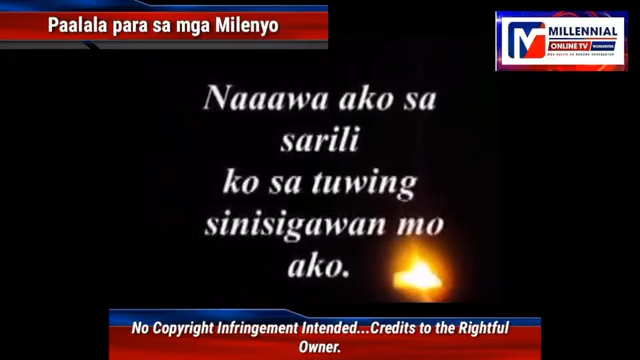 Paalala para sa mga Milenyo
MILLENNIAL
ONLINE TV WORLDWIDE
Naaawa ako sa
sarili
ko sa tuwing
sinisigawan mo
ako.
No Copyright Infringement Intended...Credits to the Rightful
Owner.